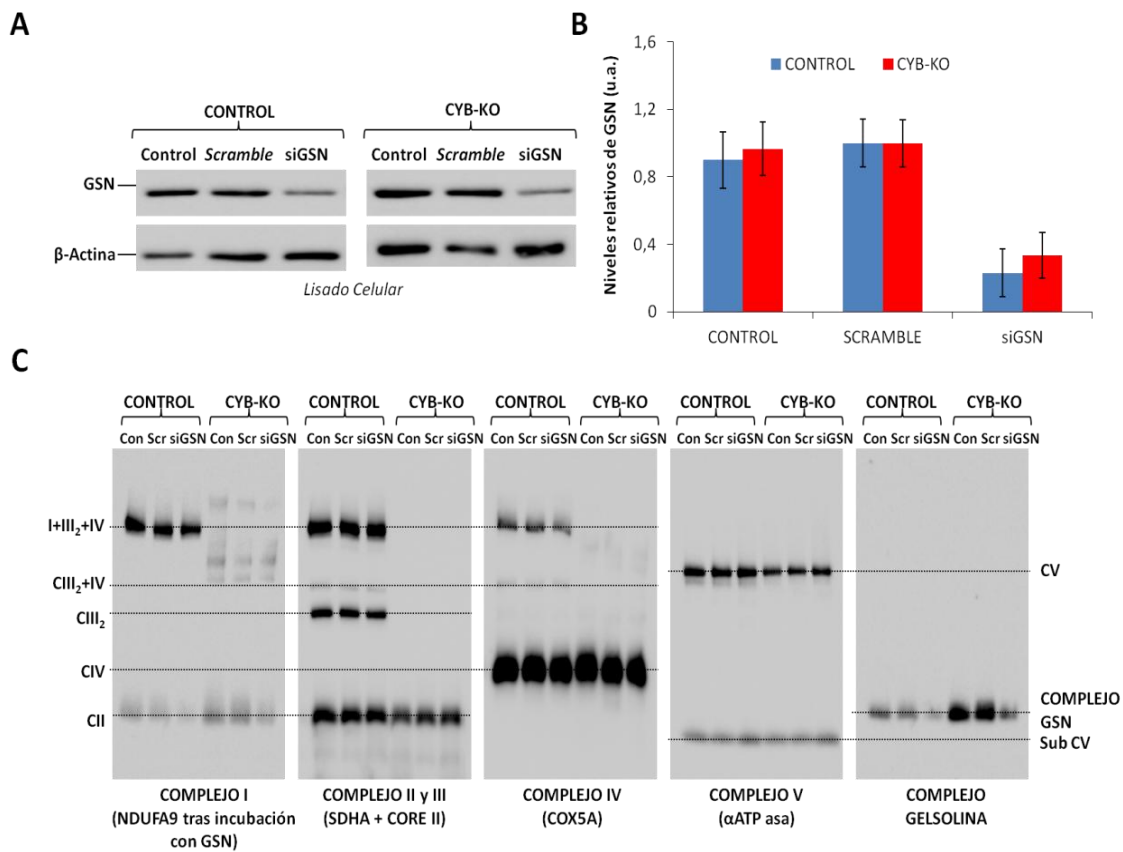 A
CONTROL
CYB-KO
Control Scramble siGSN
Control Scramble siGSN
GSN
β-Actina
Lisado Celular
B
Niveles relativos de GSN (u.a.)
1,6
1,2
0,8
0,4
0
CONTROL
CYB-KO
CONTROL
SCRAMBLE
siGSN
C
CONTROL
CYB-KO
CONTROL
CYB-KO
CONTROL
CYB-KO
CONTROL
CYB-KO
CONTROL
CYB-KO
Con Scr siGSN Con Scr siGSN
Con Scr siGSN Con Scr siGSN
Con Scr siGSN Con Scr siGSN
Con Scr siGSN Con Scr siGSN
Con Scr siGSN Con Scr siGSN
I+III₂+IV
CIII₂+IV
CIII₂
CIV
CII
CV
COMPLEJO
GSN
Sub CV
COMPLEJO I
(NDUFA9 tras incubación
con GSN)
COMPLEJO II y III
(SDHA + CORE II)
COMPLEJO IV
(COX5A)
COMPLEJO V
(αATP asa)
COMPLEJO
GELSOLINA